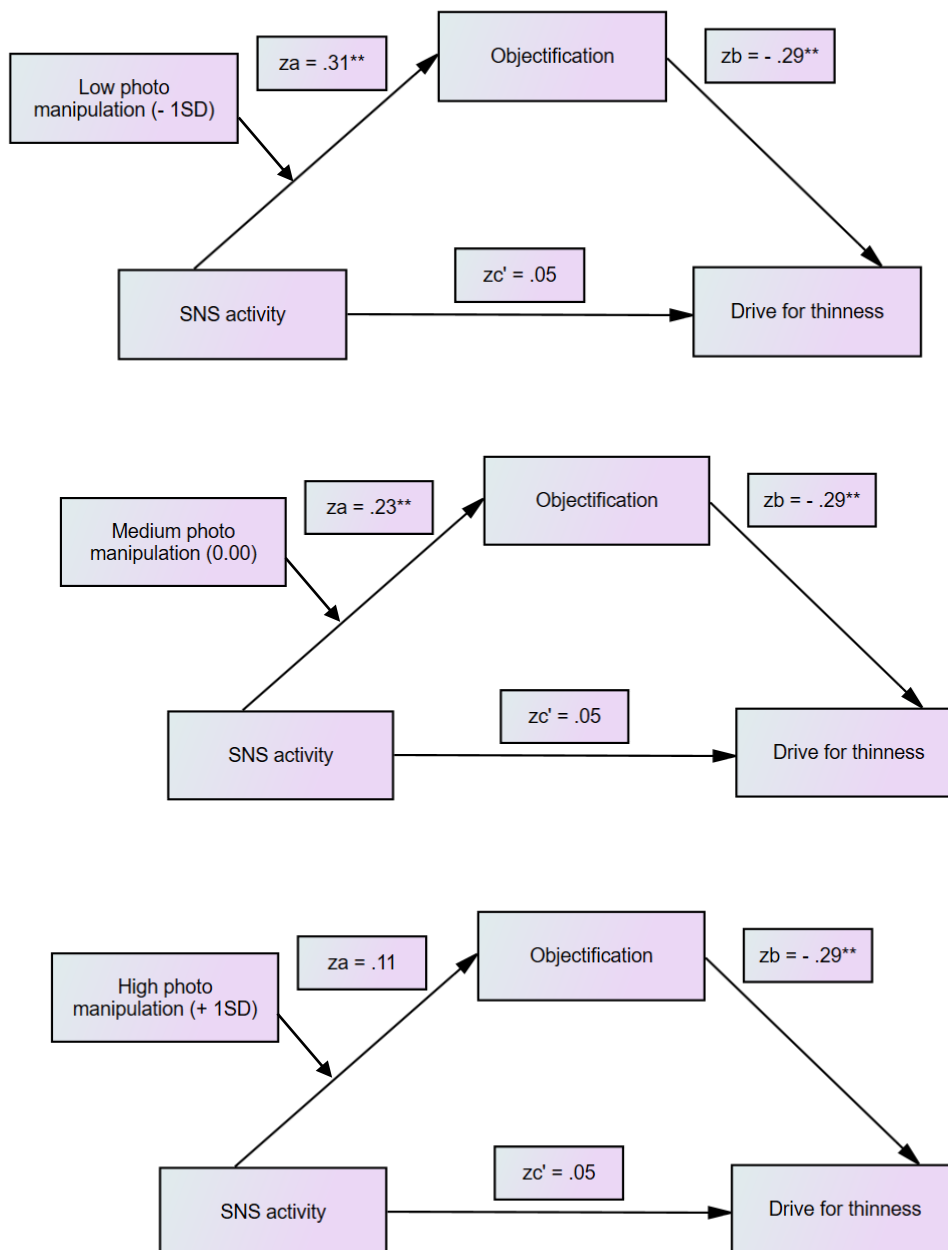 za = .31**
Objectification
zb = - .29**
Low photo
manipulation (- 1SD)
zc' = .05
SNS activity
Drive for thinness
za = .23**
Objectification
zb = - .29**
Medium photo
manipulation (0.00)
zc' = .05
SNS activity
Drive for thinness
za = .11
Objectification
zb = - .29**
High photo
manipulation (+ 1SD)
zc' = .05
SNS activity
Drive for thinness